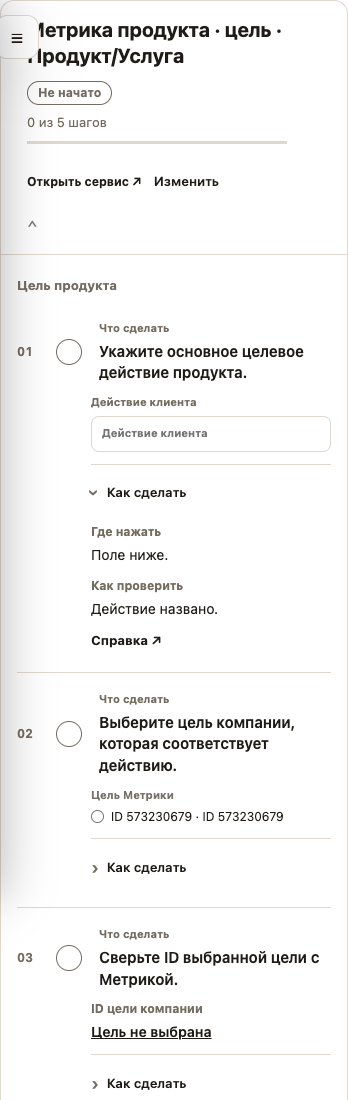 Метрика продукта · цель ·
Продукт/Услуга
Не начато
0 из 5 шагов
Открыть сервис ↗ Изменить
Цель продукта
Что сделать
01 Укажите основное целевое
действие продукта.
Действие клиента
Действие клиента
Как сделать
Где нажать
Поле ниже.
Как проверить
Действие названо.
Справка ↗
Что сделать
02 Выберите цель компании,
которая соответствует
действию.
Цель Метрики
ID 573230679 · ID 573230679
Как сделать
Что сделать
03 Сверьте ID выбранной цели с
Метрикой.
ID цели компании
Цель не выбрана
Как сделать